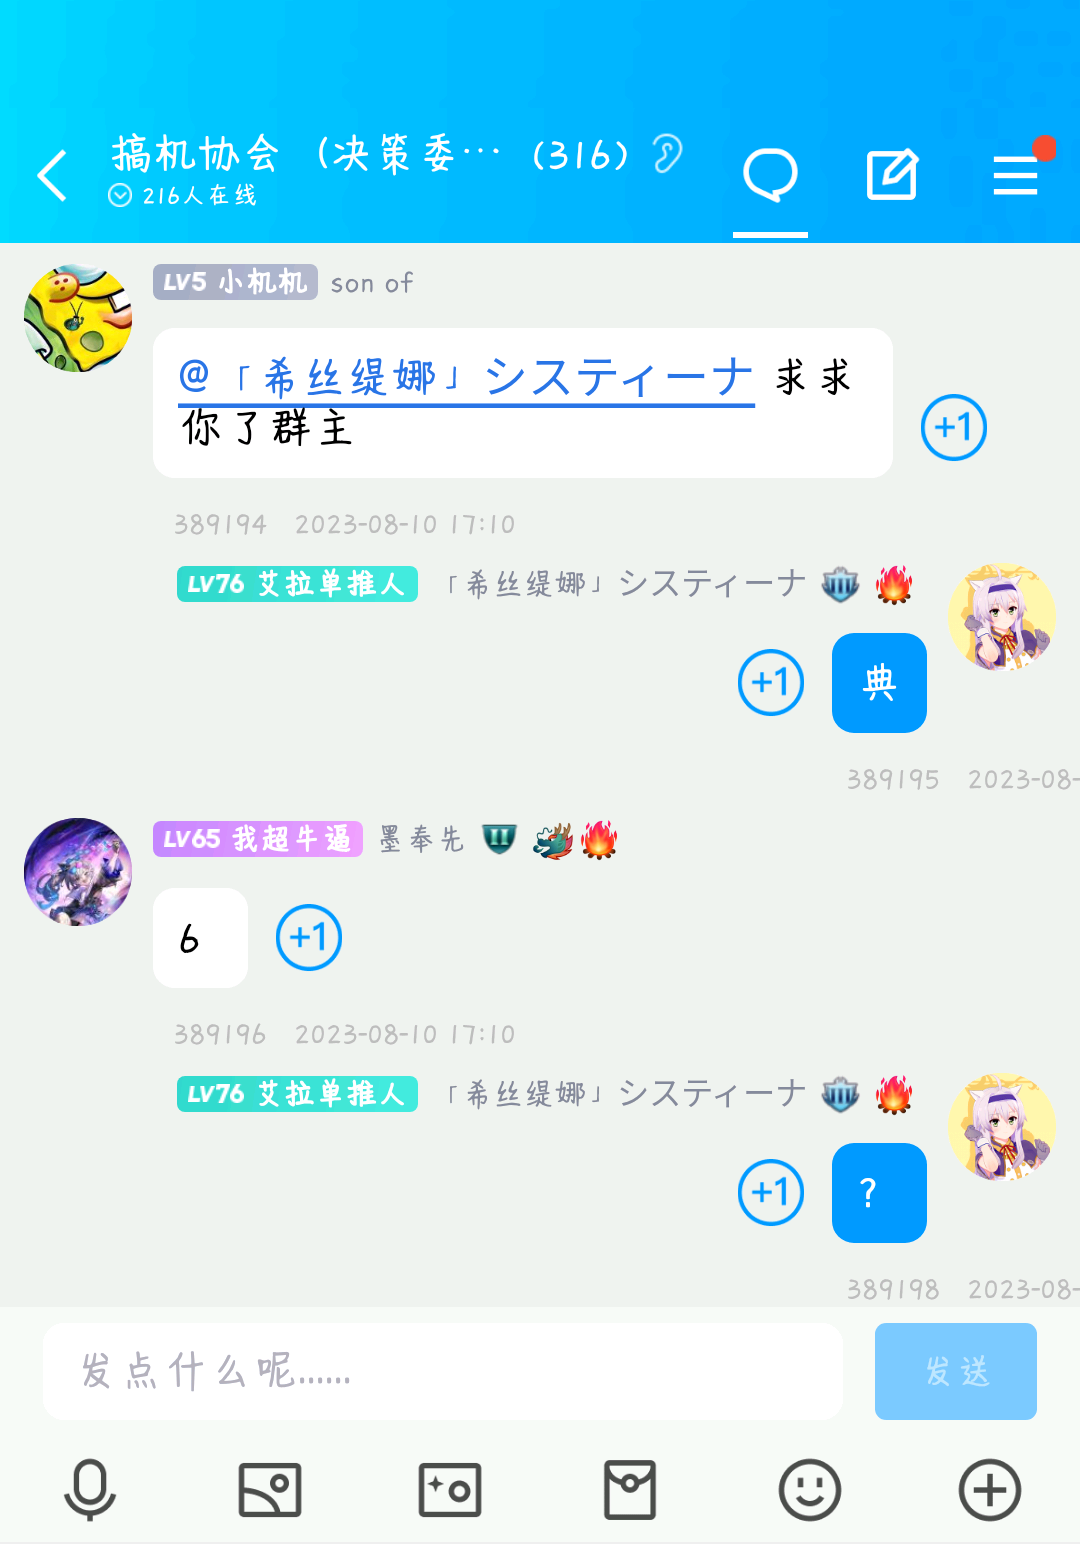 搞机协会 （决策委… (316)
216人在线
LV5 小机机 son of
@「希丝缇娜」システィーナ 求求
你了群主
+1
389194 2023-08-10 17:10
LV76 艾拉单推人 「希丝缇娜」システィーナ
+1 典
389195 2023-08-
LV65 我超牛逼 墨奉先
6 +1
389196 2023-08-10 17:10
LV76 艾拉单推人 「希丝缇娜」システィーナ
+1 ?
389198 2023-08-
发点什么呢…… 发送